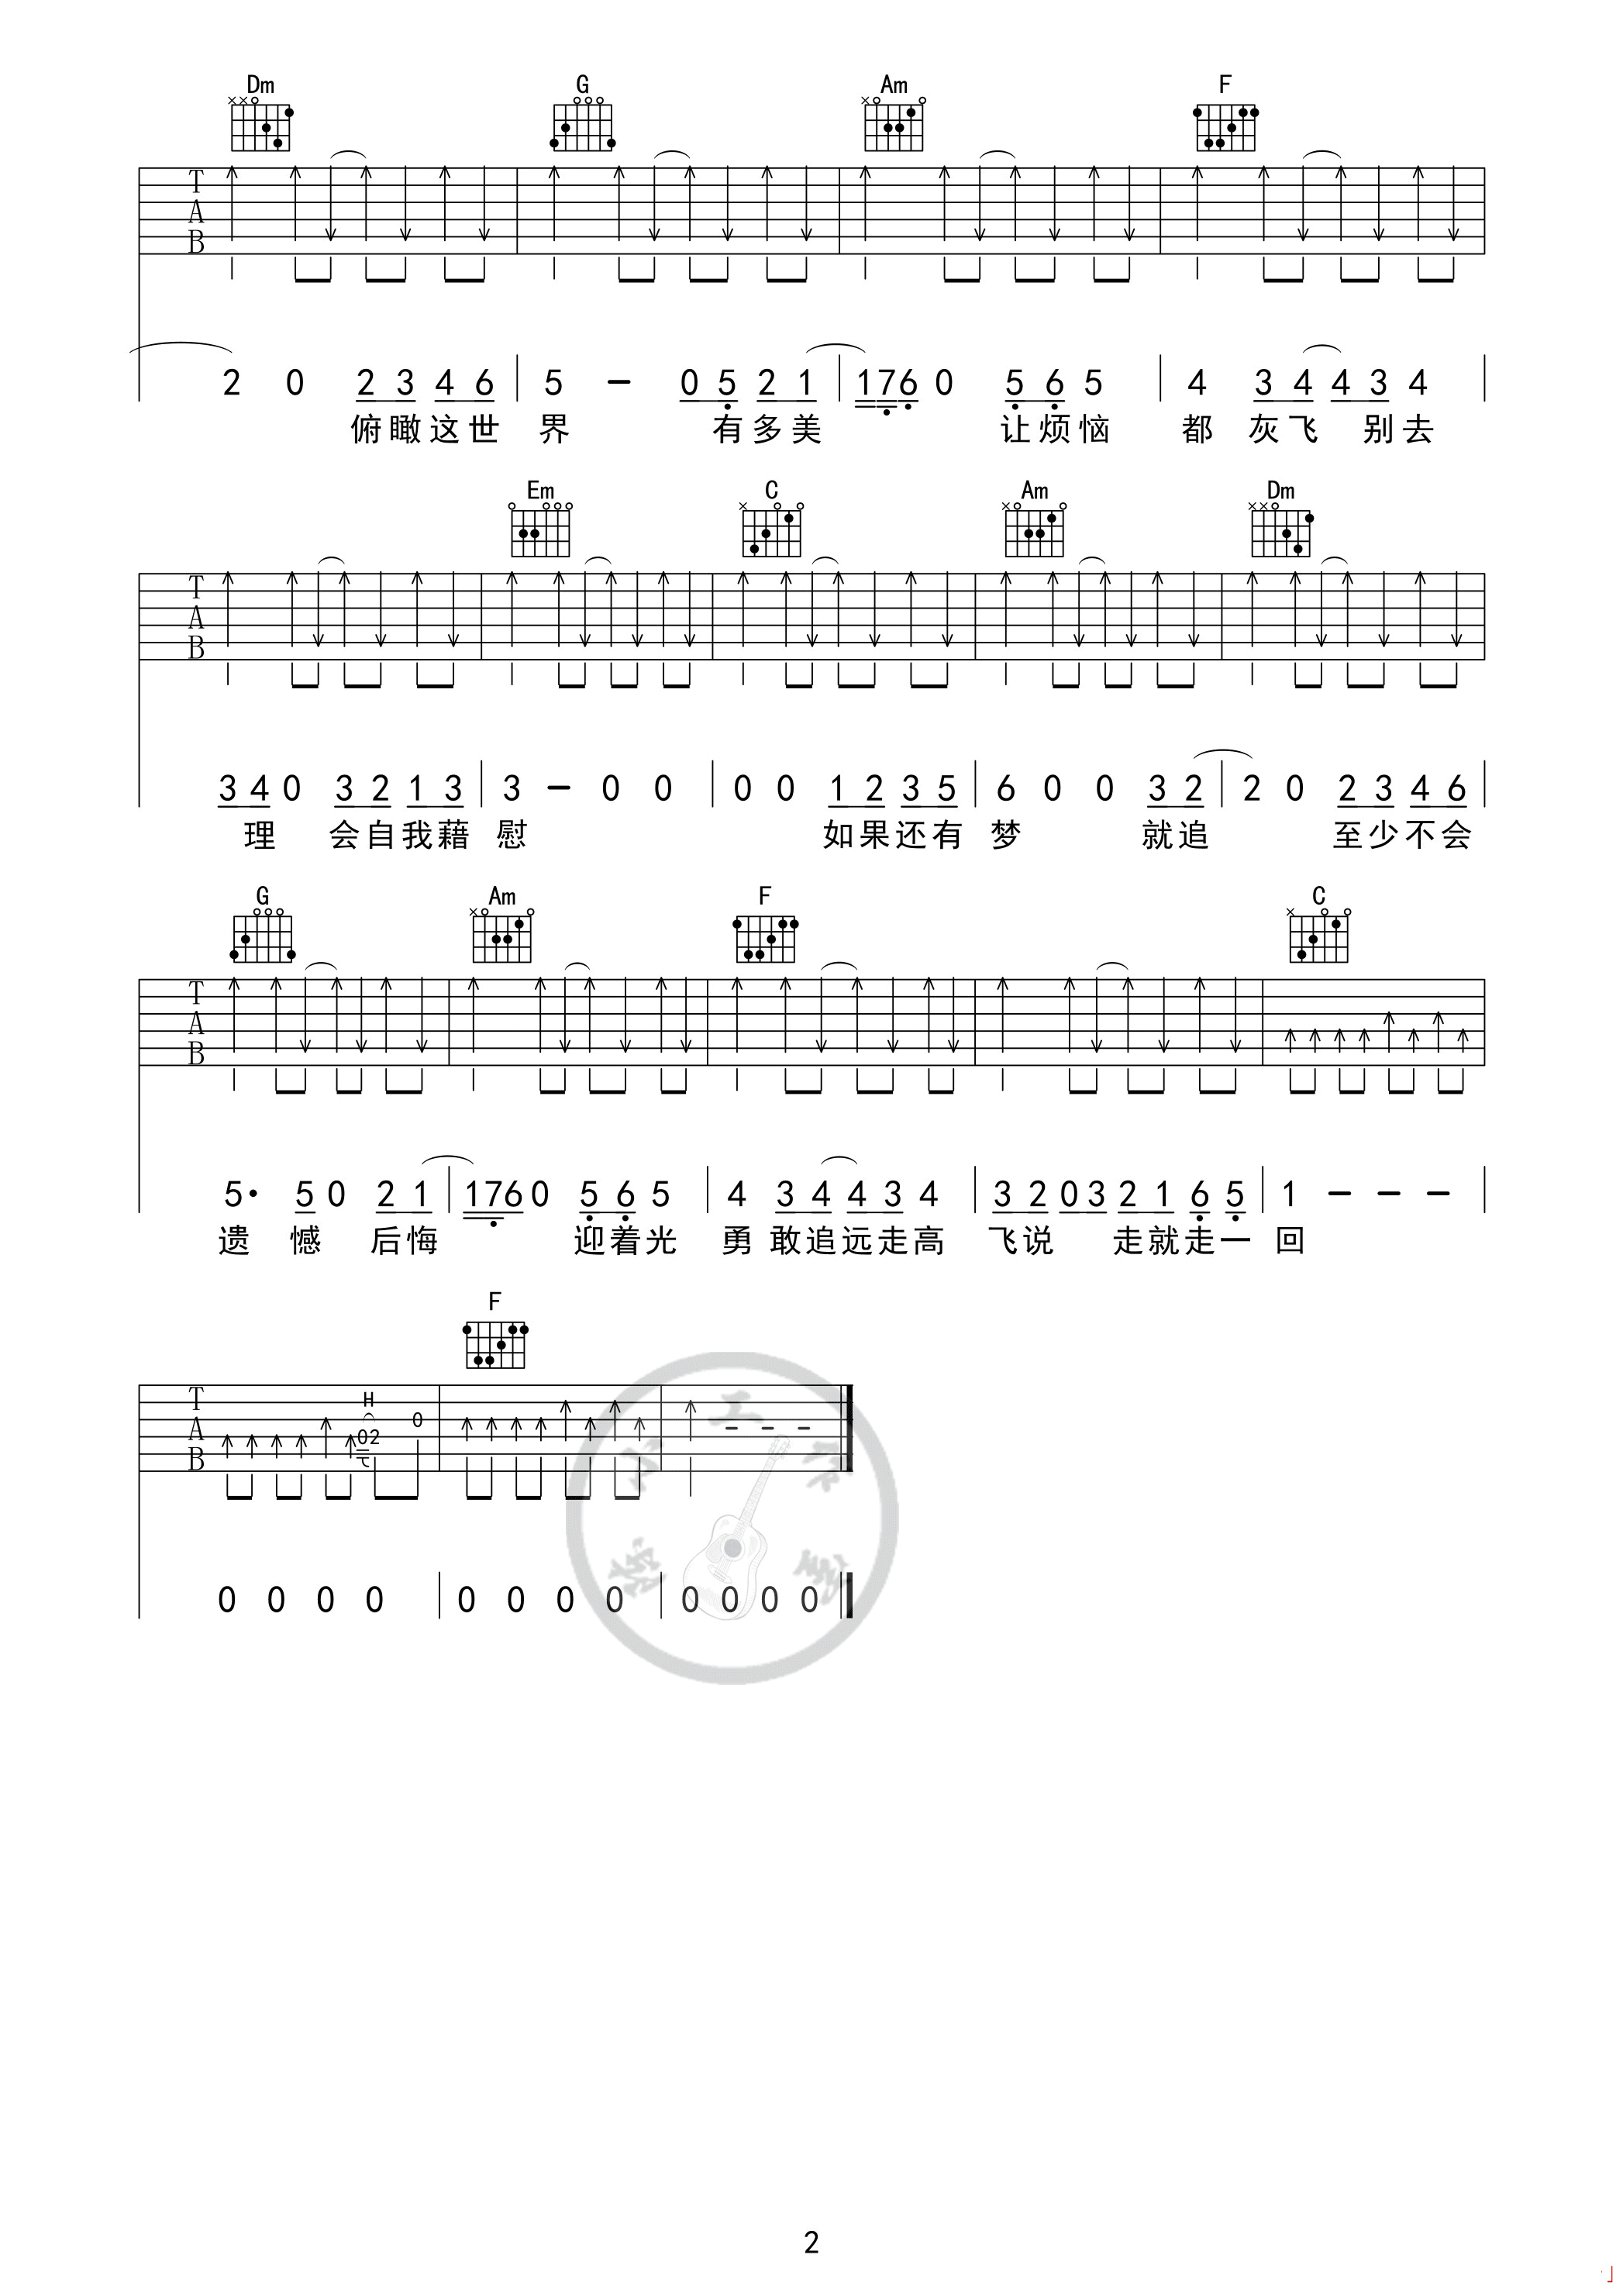 Dm G Am F
T
A
B
2 0 2 3 4 6 5 - 0 5 2 1 1 7 6 0 5 6 5 4 3 4 4 3 4
俯瞰这世 界 有多美 让烦恼 都 灰飞 别去
Em C Am Dm
T
A
B
3 4 0 3 2 1 3 3 - 0 0 0 0 1 2 3 5 6 0 0 3 2 2 0 2 3 4 6
理 会自我藉 慰 如果还有 梦 就追 至少不会
G Am F C
T
A
B
5· 5 0 2 1 1 7 6 0 5 6 5 4 3 4 4 3 4 3 2 0 3 2 1 6 5 1 - - -
遗 憾 后悔 迎着光 勇 敢追远走高 飞说 走就走一 回
F
T
A
B
H
02 0
0 0 0 0 0 0 0 0 0 0 0 0
工作
2